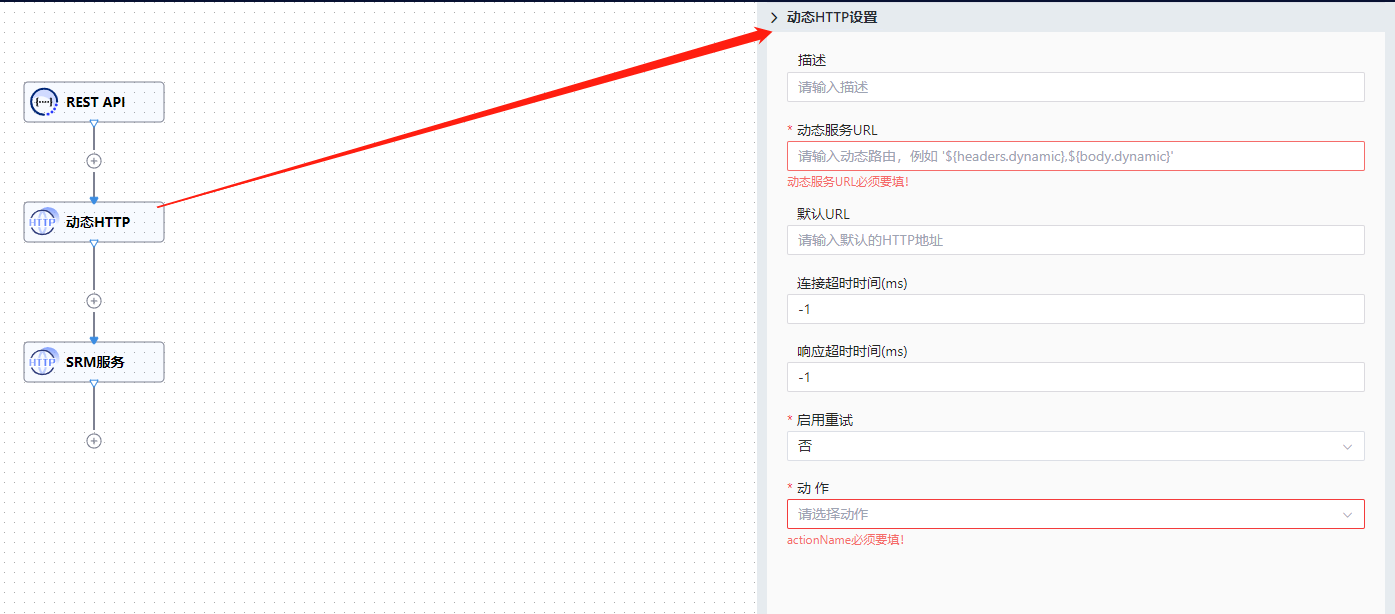 REST API
HTTP 动态HTTP
HTTP SRM服务
动态HTTP设置
描述
请输入描述
* 动态服务URL
请输入动态路由，例如 '${headers.dynamic},${body.dynamic}'
动态服务URL必须要填!
默认URL
请输入默认的HTTP地址
连接超时时间(ms)
-1
响应超时时间(ms)
-1
* 启用重试
否
* 动 作
请选择动作
actionName必须要填!